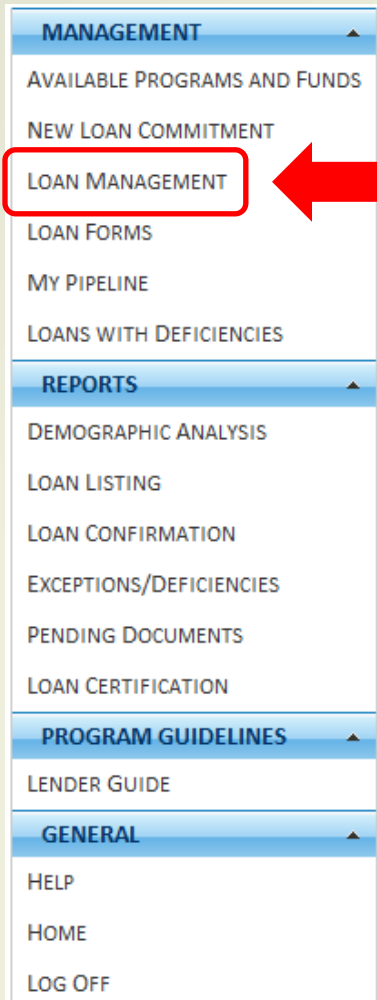 MANAGEMENT
AVAILABLE PROGRAMS AND FUNDS
NEW LOAN COMMITMENT
LOAN MANAGEMENT
LOAN FORMS
MY PIPELINE
LOANS WITH DEFICIENCIES
REPORTS
DEMOGRAPHIC ANALYSIS
LOAN LISTING
LOAN CONFIRMATION
EXCEPTIONS/DEFICIENCIES
PENDING DOCUMENTS
LOAN CERTIFICATION
PROGRAM GUIDELINES
LENDER GUIDE
GENERAL
HELP
HOME
LOG OFF